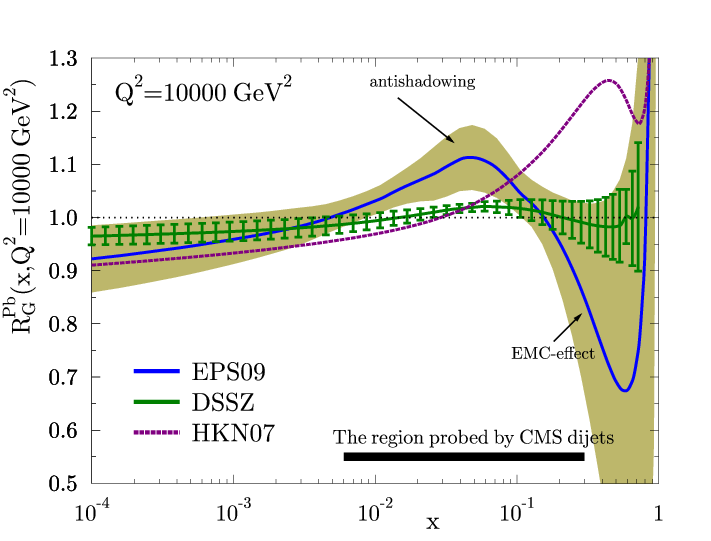 Q²=10000 GeV²
antishadowing
EMC-effect
EPS09
DSSZ
HKN07
The region probed by CMS dijets
R_G^Pb(x,Q²=10000 GeV²)
1.3
1.2
1.1
1.0
0.9
0.8
0.7
0.6
0.5
10⁻⁴
10⁻³
10⁻²
10⁻¹
1
x